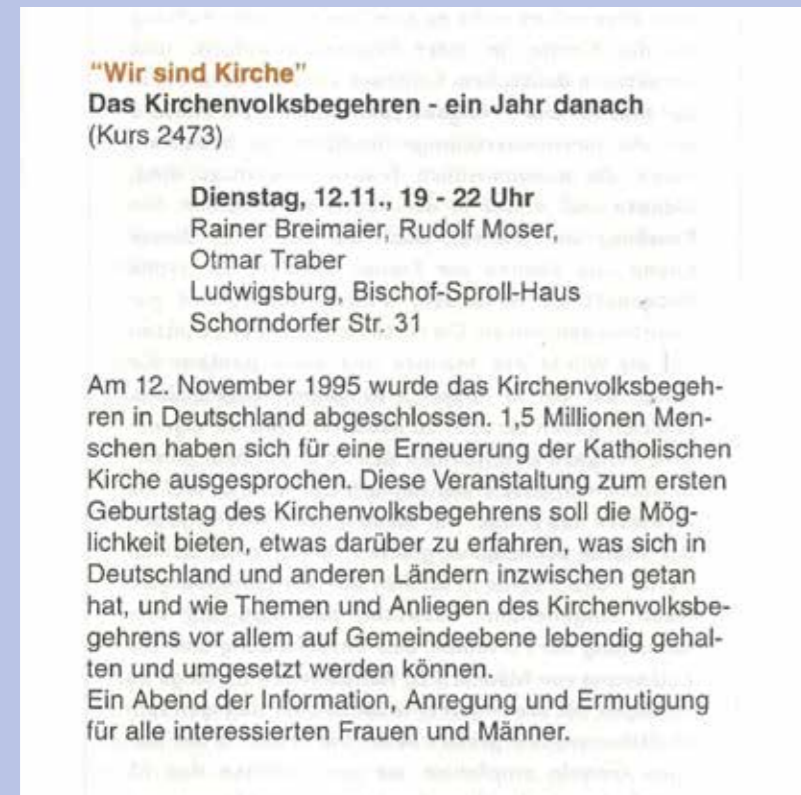 “Wir sind Kirche”
Das Kirchenvolksbegehren - ein Jahr danach
(Kurs 2473)
Dienstag, 12.11., 19 - 22 Uhr
Rainer Breimaier, Rudolf Moser,
Otmar Traber
Ludwigsburg, Bischof-Sproll-Haus
Schorndorfer Str. 31
Am 12. November 1995 wurde das Kirchenvolksbegeh-
ren in Deutschland abgeschlossen. 1,5 Millionen Men-
schen haben sich für eine Erneuerung der Katholischen
Kirche ausgesprochen. Diese Veranstaltung zum ersten
Geburtstag des Kirchenvolksbegehrens soll die Mög-
lichkeit bieten, etwas darüber zu erfahren, was sich in
Deutschland und anderen Ländern inzwischen getan
hat, und wie Themen und Anliegen des Kirchenvolksbe-
gehrens vor allem auf Gemeindeebene lebendig gehal-
ten und umgesetzt werden können.
Ein Abend der Information, Anregung und Ermutigung
für alle interessierten Frauen und Männer.